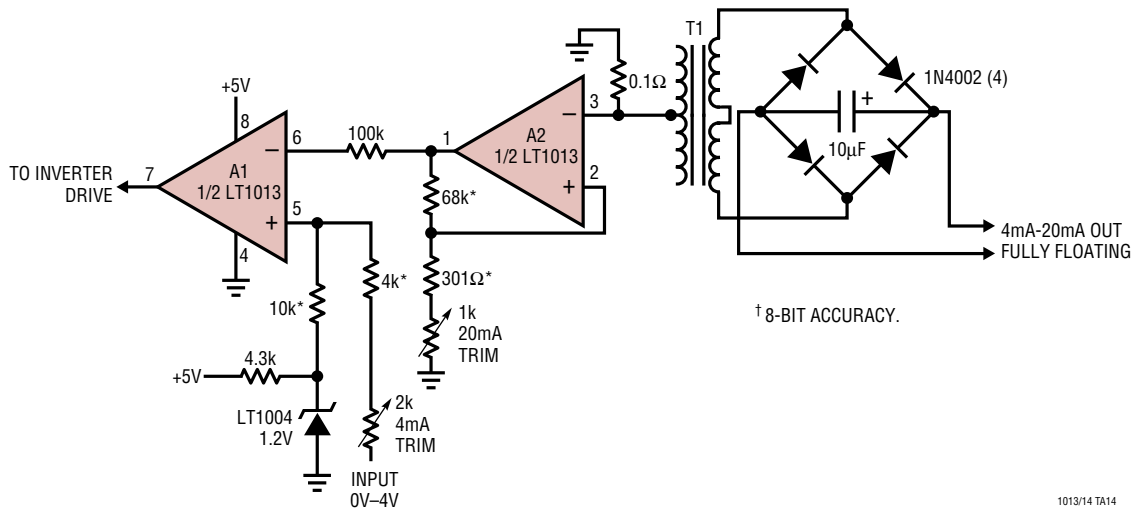 T1
+5V
8
6
100k
1
A2
1/2 LT1013
3
–
0.1Ω
1N4002 (4)
+
10µF
TO INVERTER
DRIVE
7
A1
1/2 LT1013
–
+
5
4
68k*
2
+
4mA-20mA OUT
FULLY FLOATING
10k*
4k*
301Ω*
1k
20mA
TRIM
† 8-BIT ACCURACY.
+5V
4.3k
LT1004
1.2V
2k
4mA
TRIM
INPUT
0V–4V
1013/14 TA14